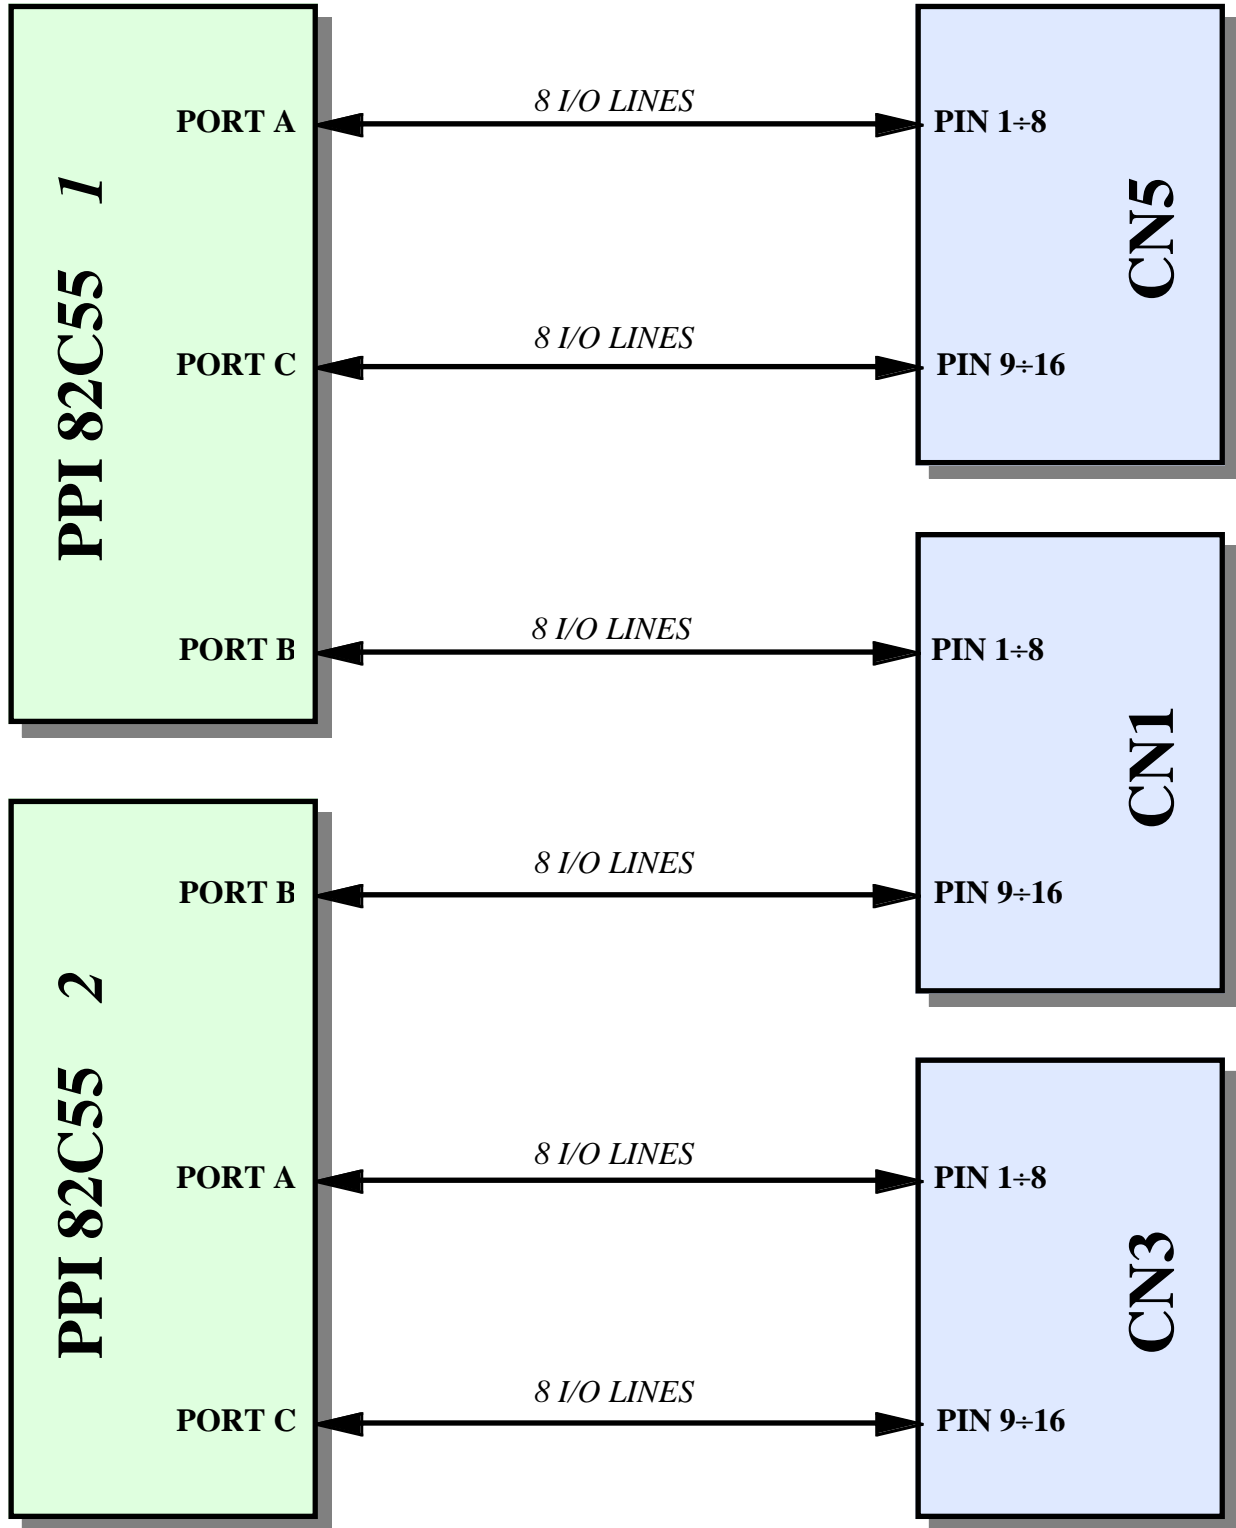 PPI 82C55 1
PORT A
8 I/O LINES
PIN 1÷8
PORT C
8 I/O LINES
PIN 9÷16
CN5
PORT B
8 I/O LINES
PIN 1÷8
CN1
PPI 82C55 2
PORT B
8 I/O LINES
PIN 9÷16
PORT A
8 I/O LINES
PIN 1÷8
CN3
PORT C
8 I/O LINES
PIN 9÷16